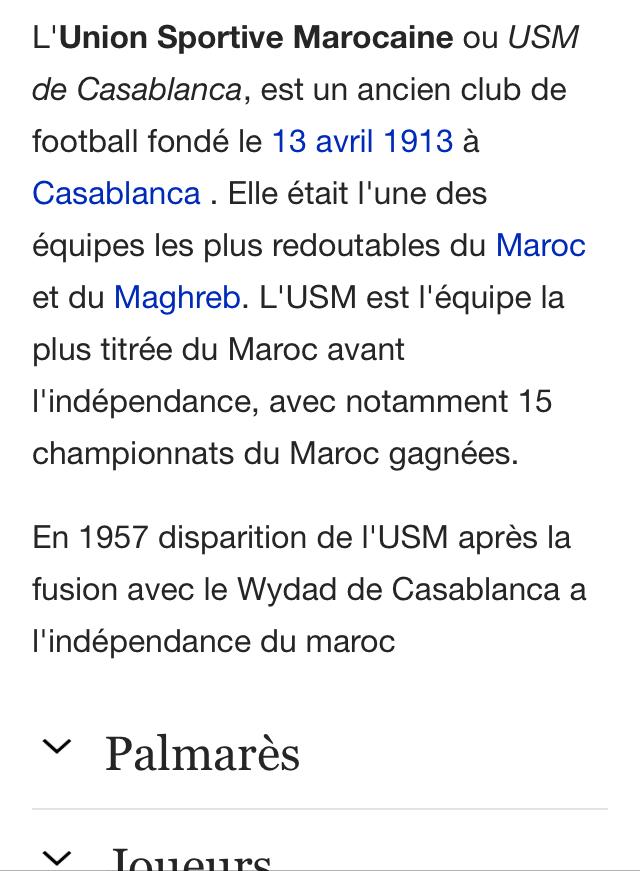 L'Union Sportive Marocaine ou USM
de Casablanca, est un ancien club de
football fondé le 13 avril 1913 à
Casablanca . Elle était l'une des
équipes les plus redoutables du Maroc
et du Maghreb. L'USM est l'équipe la
plus titrée du Maroc avant
l'indépendance, avec notamment 15
championnats du Maroc gagnées.
En 1957 disparition de l'USM après la
fusion avec le Wydad de Casablanca a
l'indépendance du maroc
Palmarès
Joueurs